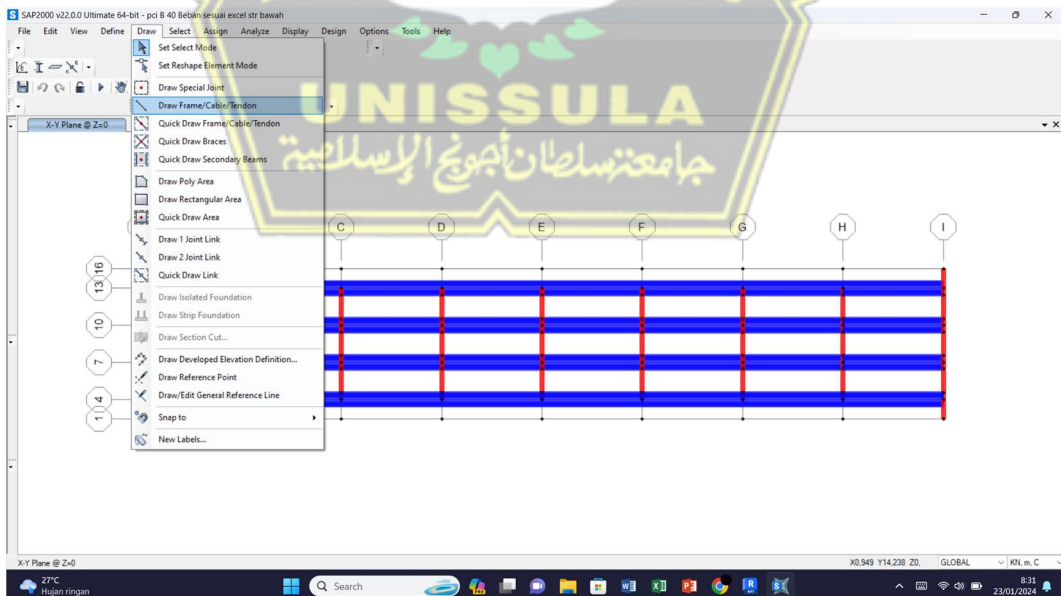 SAP2000 v22.0.0 Ultimate 64-bit - pci B 40 Beban sesuai excel str bawah
File Edit View Define Draw Select Assign Analyze Display Design Options Tools Help
Set Select Mode
Set Reshape Element Mode
Draw Special Joint
Draw Frame/Cable/Tendon
Quick Draw Frame/Cable/Tendon
Quick Draw Braces
Quick Draw Secondary Beams
Draw Poly Area
Draw Rectangular Area
Quick Draw Area
Draw 1 Joint Link
Draw 2 Joint Link
Quick Draw Link
Draw Isolated Foundation
Draw Strip Foundation
Draw Section Cut...
Draw Developed Elevation Definition...
Draw Reference Point
Draw/Edit General Reference Line
Snap to
New Labels...
UNISSULA
جامعة سلطان أجونج الإسلامية
X-Y Plane @ Z=0
C D E F G H I
16
13
10
7
4
1
X-Y Plane @ Z=0
X0.949 Y14.238 Z0.
GLOBAL
KN, m, C
27°C
Hujan ringan
Search
8:31
23/01/2024